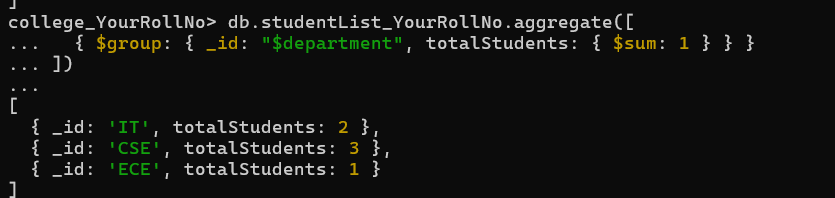 ]
college_YourRollNo> db.studentList_YourRollNo.aggregate([
...   { $group: { _id: "$department", totalStudents: { $sum: 1 } } }
... ])
...
[
  { _id: 'IT', totalStudents: 2 },
  { _id: 'CSE', totalStudents: 3 },
  { _id: 'ECE', totalStudents: 1 }
]